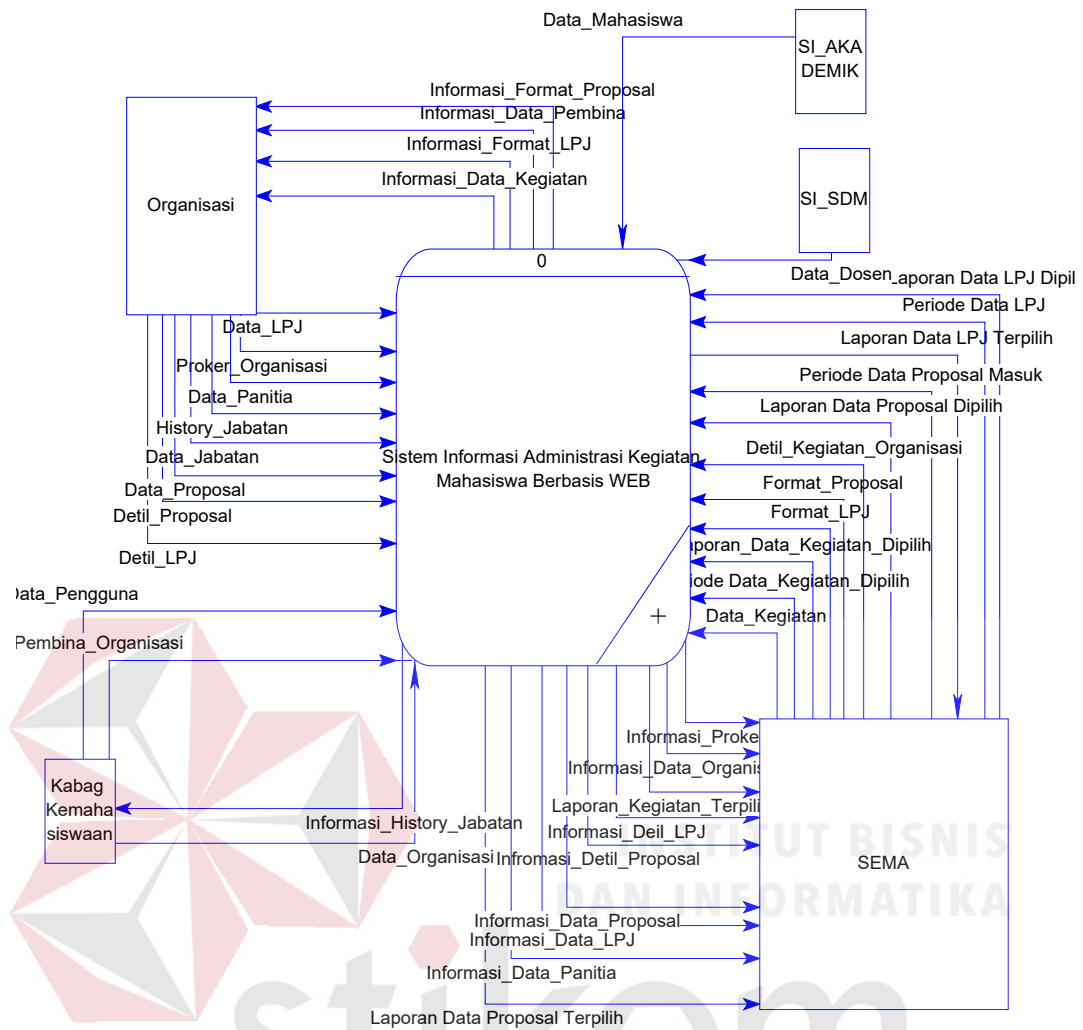 Data_Mahasiswa
SI_AKA
DEMIK
Informasi_Format_Proposal
Informasi_Data_Pembina
Informasi_Format_LPJ
Informasi_Data_Kegiatan
Organisasi
SI_SDM
0
Data_Dosen
Laporan Data LPJ Dipil
Periode Data LPJ
Data_LPJ
Laporan Data LPJ Terpilih
Proker_Organisasi
Periode Data Proposal Masuk
Data_Panitia
Laporan Data Proposal Dipilih
History_Jabatan
Detil_Kegiatan_Organisasi
Data_Jabatan
Sistem Informasi Administrasi Kegiatan
Mahasiswa Berbasis WEB
Format_Proposal
Data_Proposal
Format_LPJ
Detil_Proposal
aporan_Data_Kegiatan_Dipilih
Detil_LPJ
iode Data_Kegiatan_Dipilih
Data_Pengguna
Data_Kegiatan
+
Pembina_Organisasi
Informasi_Proke
Informasi_Data_Organis
Kabag
Kemaha
siswaan
Laporan_Kegiatan_Terpili
Informasi_History_Jabatan
Informasi_Deil_LPJ
Data_Organisasi
Infromasi_Detil_Proposal
SEMA
INSTITUT BISNIS
DAN INFORMATIKA
Informasi_Data_Proposal
Informasi_Data_LPJ
Informasi_Data_Panitia
Laporan Data Proposal Terpilih
stikom